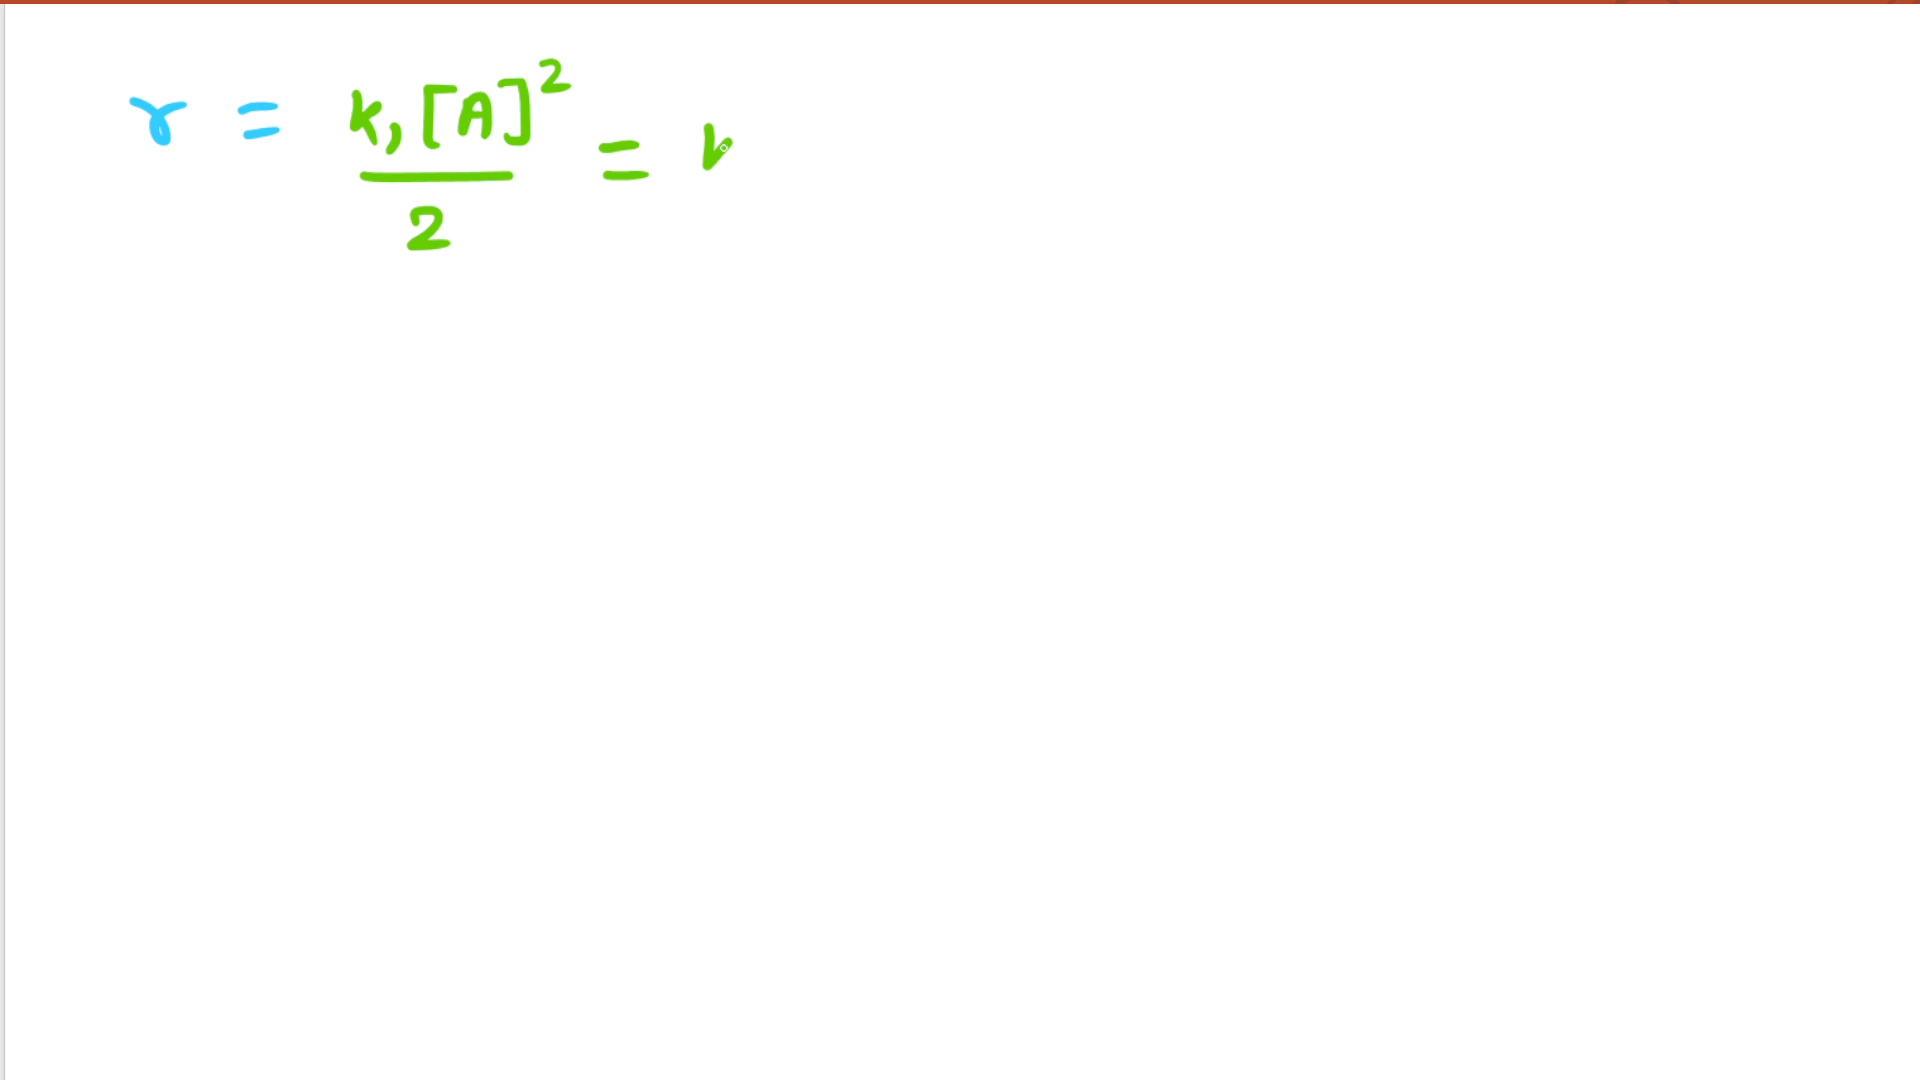 r = k₁[A]² / 2 =